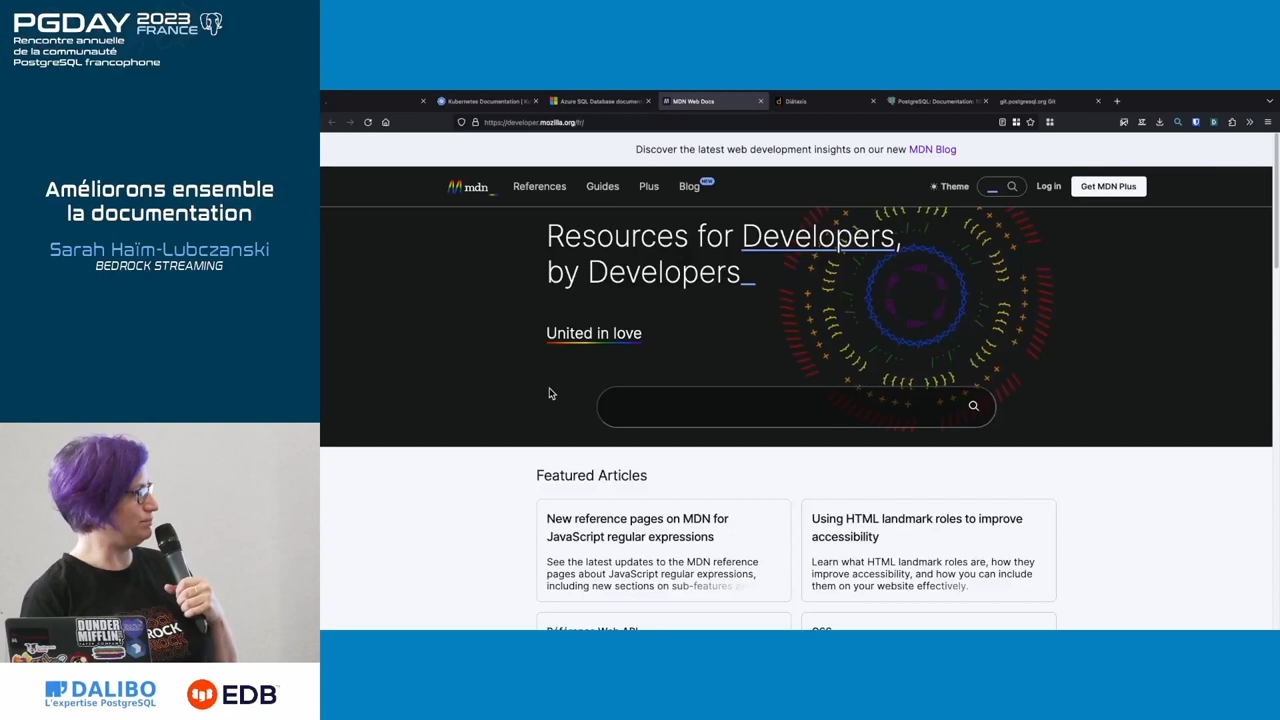 PGDAY 2023 FRANCE
Rencontre annuelle
de la communauté
PostgreSQL francophone
Améliorons ensemble
la documentation
Sarah Haïm-Lubczanski
BEDROCK STREAMING
DUNDER
MIFFLIN
ROCK
DALIBO
L'expertise PostgreSQL
EDB
Kubernetes Documentation | Ku
Azure SQL Database documen
MDN Web Docs
Diátaxis
PostgreSQL: Documentation:
git.postgresql.org Git
https://developer.mozilla.org/fr/
Discover the latest web development insights on our new MDN Blog
mdn_
References
Guides
Plus
Blog NEW
Theme
Log in
Get MDN Plus
Resources for Developers,
by Developers_
United in love
Featured Articles
New reference pages on MDN for
JavaScript regular expressions
See the latest updates to the MDN reference
pages about JavaScript regular expressions,
including new sections on sub-features
Using HTML landmark roles to improve
accessibility
Learn what HTML landmark roles are, how they
improve accessibility, and how you can include
them on your website effectively.